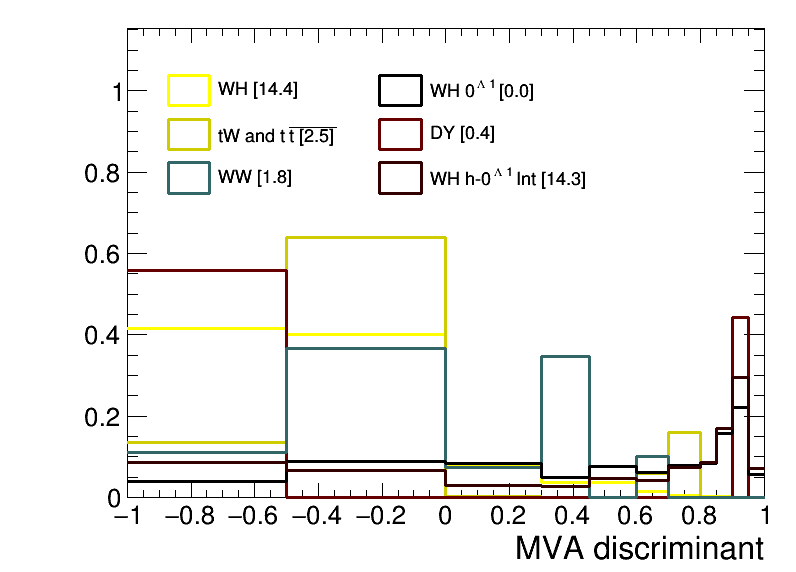 1
0.8
0.6
0.4
0.2
0
WH [14.4]
WH 0^Λ1 [0.0]
tW and t t̅ [2.5]
DY [0.4]
WW [1.8]
WH h-0^Λ1 Int [14.3]
−1 −0.8 −0.6 −0.4 −0.2 0 0.2 0.4 0.6 0.8 1
MVA discriminant